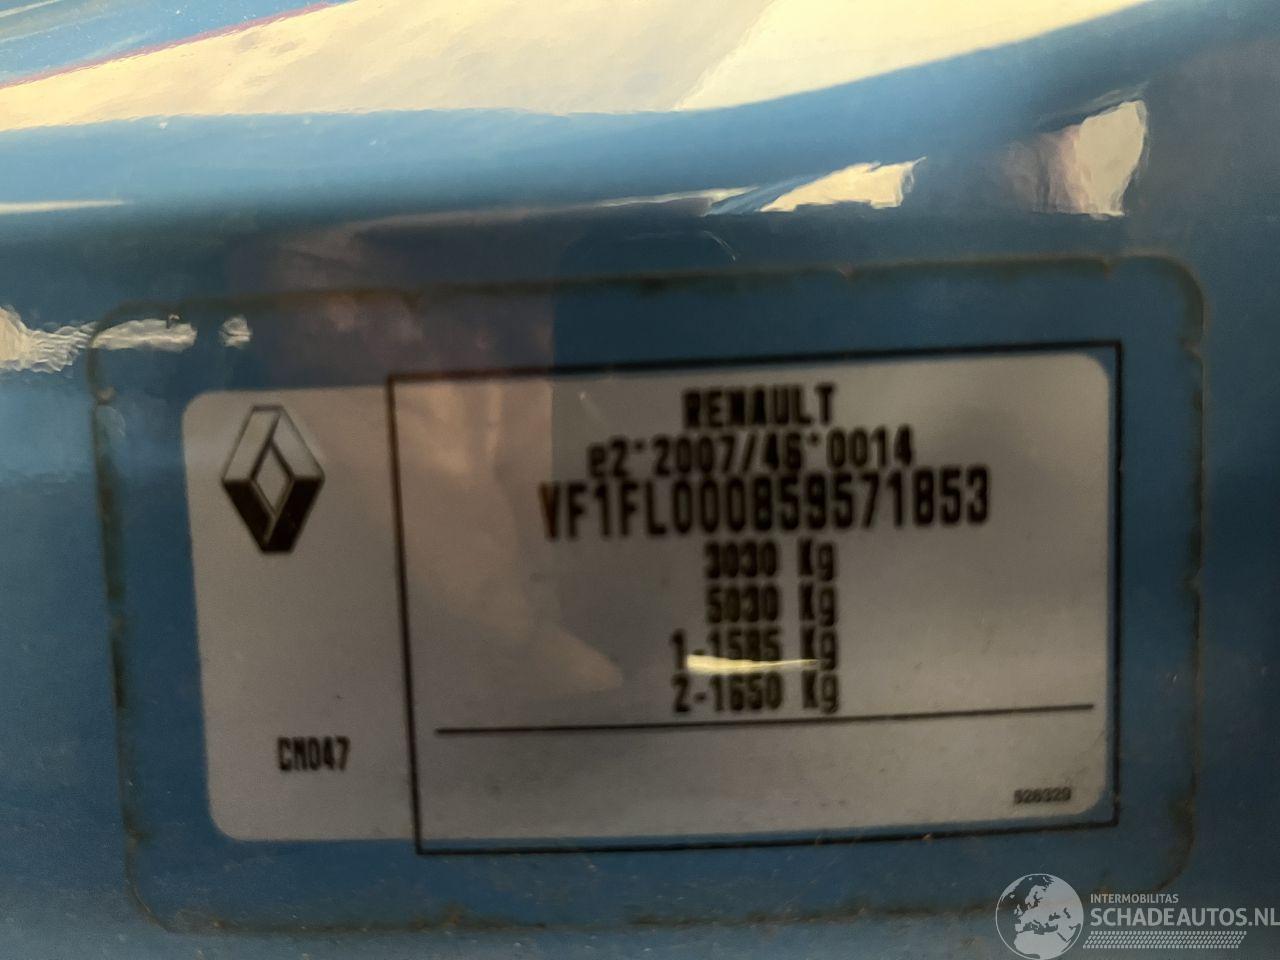 RENAULT
e2*2007/46*0014
VF1FL000859571853
3030 Kg
5030 Kg
1-1585 Kg
2-1650 Kg
CM047
528329
INTERMOBILITAS
SCHADEAUTOS.NL